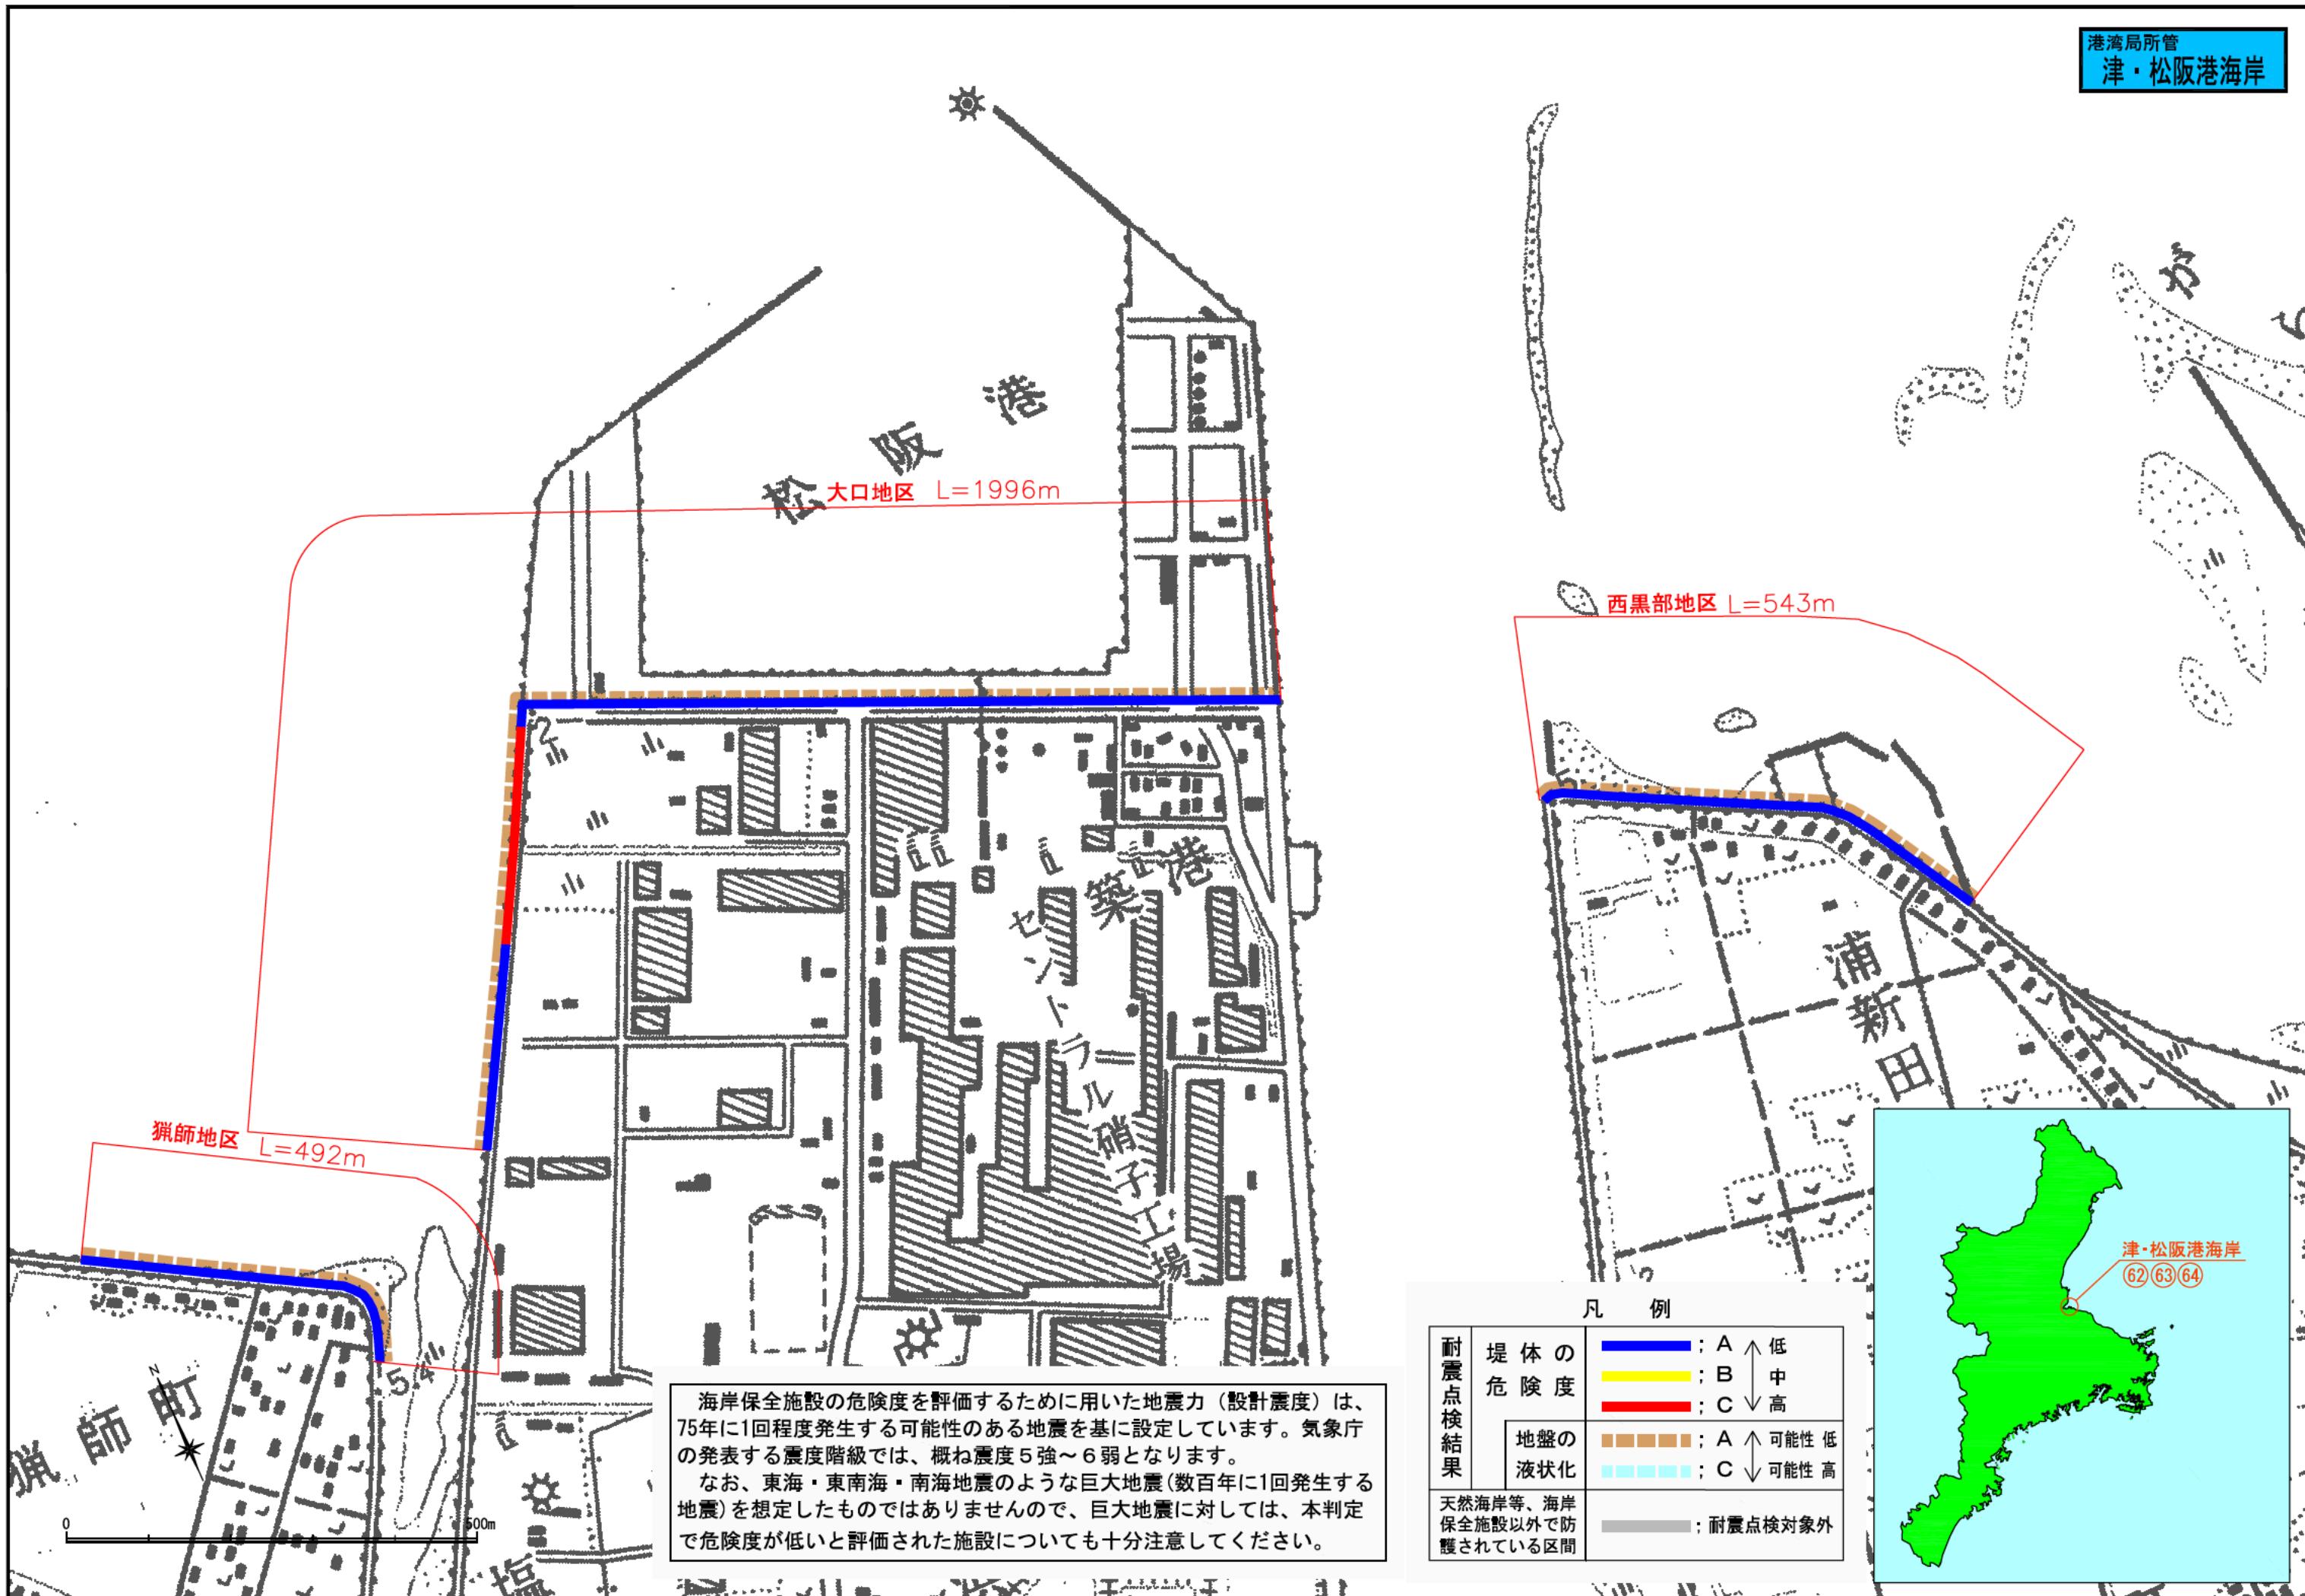 港湾局所管
津・松阪港海岸
松阪港
大口地区 L=1996m
西黒部地区 L=543m
猟師地区 L=492m
築港
セントラル硝子工場
浦新田
猟師町
塩
が
2
5
5.4
2
N
0 500m
津・松阪港海岸
62 63 64
海岸保全施設の危険度を評価するために用いた地震力（設計震度）は、
75年に1回程度発生する可能性のある地震を基に設定しています。気象庁
の発表する震度階級では、概ね震度５強～６弱となります。
なお、東海・東南海・南海地震のような巨大地震(数百年に1回発生する
地震)を想定したものではありませんので、巨大地震に対しては、本判定
で危険度が低いと評価された施設についても十分注意してください。
凡 例
耐震点検結果
堤体の
危険度
; A 低
; B 中
; C 高
地盤の
液状化
; A 可能性 低
; C 可能性 高
天然海岸等、海岸
保全施設以外で防
護されている区間
; 耐震点検対象外